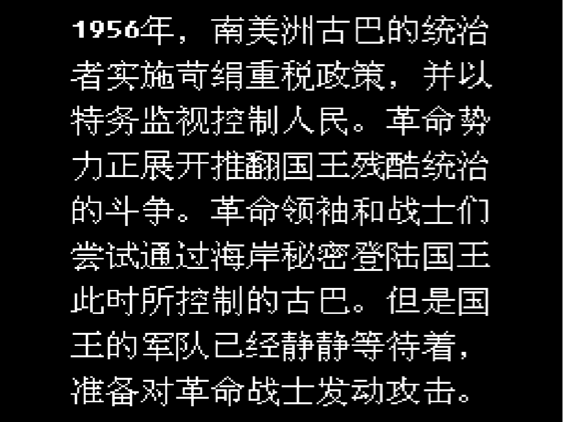 1956年，南美洲古巴的统治
者实施苛绢重税政策，并以
特务监视控制人民。革命势
力正展开推翻国王残酷统治
的斗争。革命领袖和战士们
尝试通过海岸秘密登陆国王
此时所控制的古巴。但是国
王的军队已经静静等待着，
准备对革命战士发动攻击。